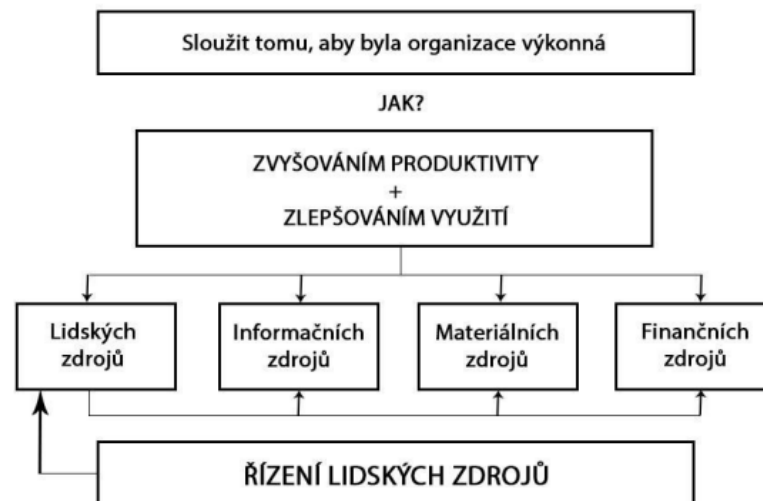 Sloužit tomu, aby byla organizace výkonná
JAK?
ZVYŠOVÁNÍM PRODUKTIVITY
+
ZLEPŠOVÁNÍM VYUŽITÍ
Lidských
zdrojů
Informačních
zdrojů
Materiálních
zdrojů
Finančních
zdrojů
ŘÍZENÍ LIDSKÝCH ZDROJŮ